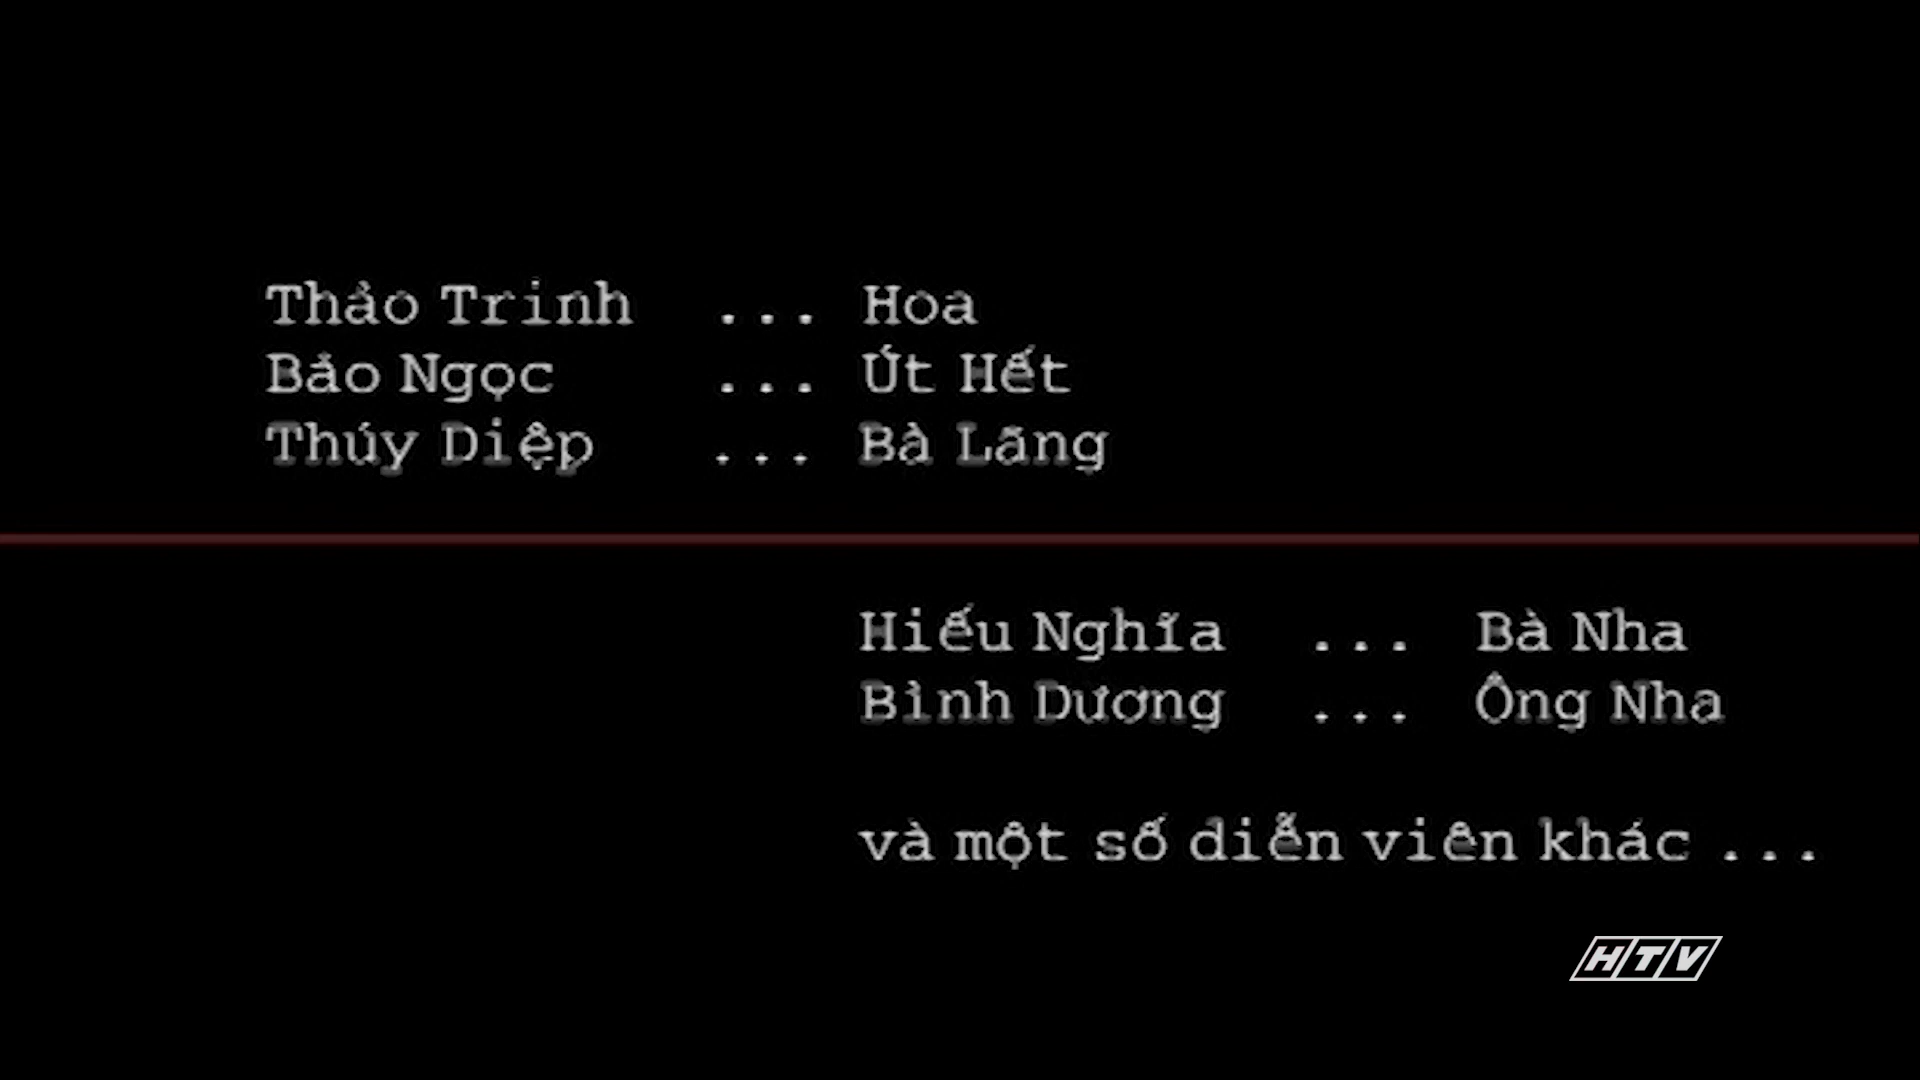 Thảo Trinh ... Hoa
Bảo Ngọc ... Út Hết
Thúy Diệp ... Bà Lãng
Hiếu Nghĩa ... Bà Nha
Bình Dương ... Ông Nha
và một số diễn viên khác ...
HTV